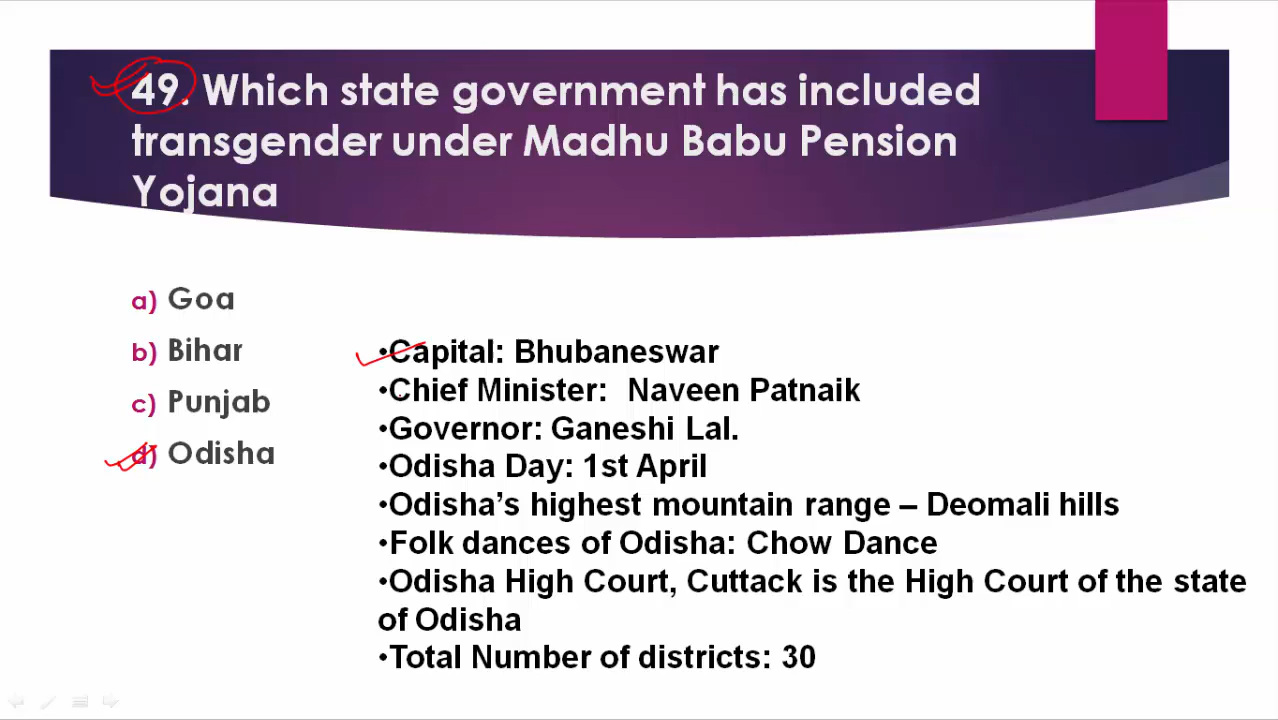 49. Which state government has included
transgender under Madhu Babu Pension
Yojana
a) Goa
b) Bihar
c) Punjab
d) Odisha
•Capital: Bhubaneswar
•Chief Minister:  Naveen Patnaik
•Governor: Ganeshi Lal.
•Odisha Day: 1st April
•Odisha’s highest mountain range – Deomali hills
•Folk dances of Odisha: Chow Dance
•Odisha High Court, Cuttack is the High Court of the state
of Odisha
•Total Number of districts: 30